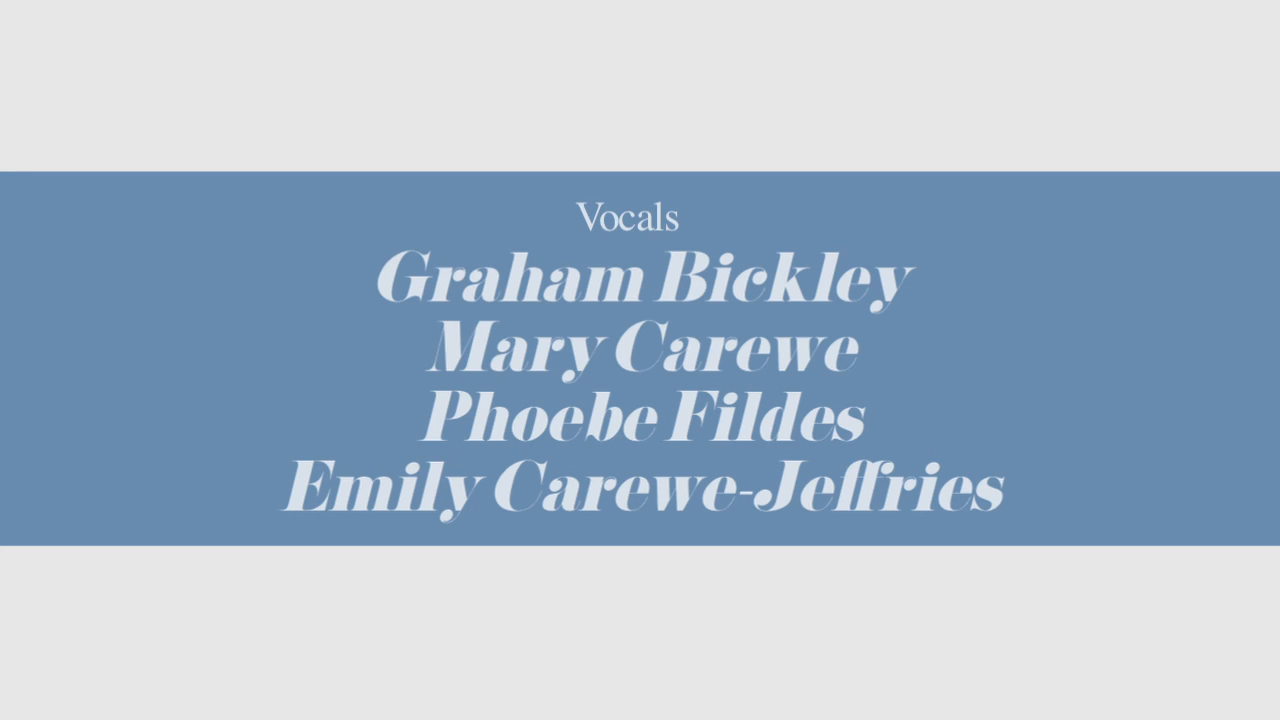 Vocals
Graham Bickley
Mary Carewe
Phoebe Fildes
Emily Carewe-Jeffries